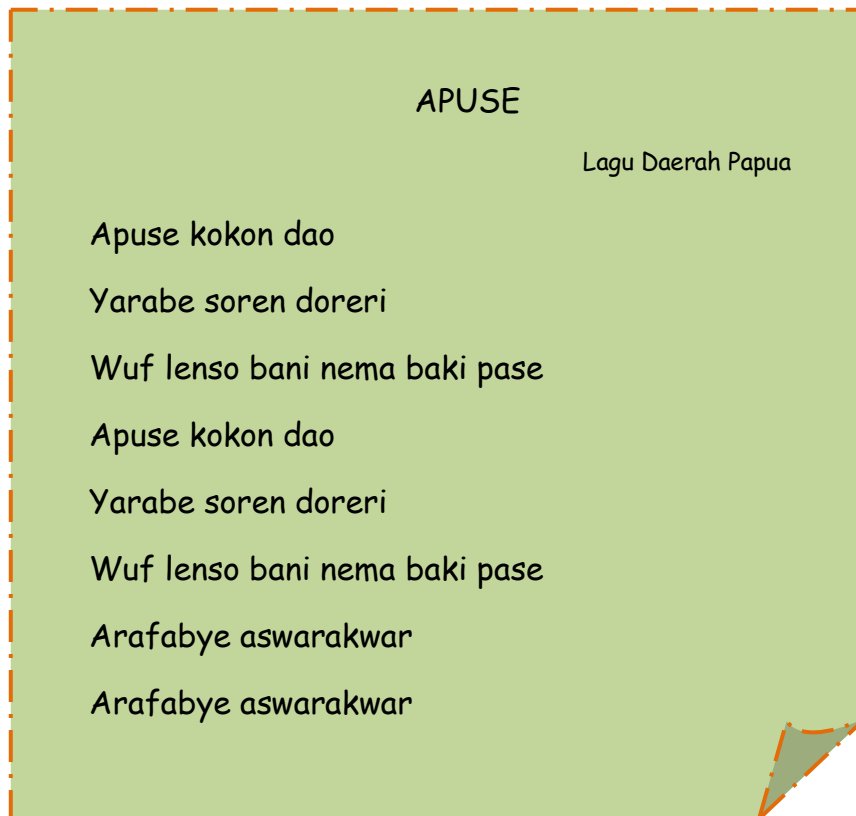 APUSE
Lagu Daerah Papua
Apuse kokon dao
Yarabe soren doreri
Wuf lenso bani nema baki pase
Apuse kokon dao
Yarabe soren doreri
Wuf lenso bani nema baki pase
Arafabye aswarakwar
Arafabye aswarakwar